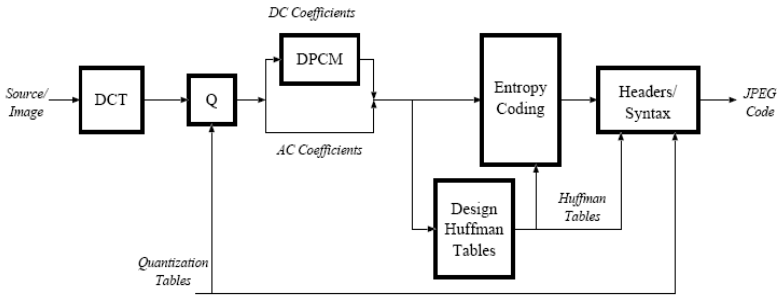 DC Coefficients
DPCM
Source/
Image
DCT
Q
AC Coefficients
Entropy
Coding
Headers/
Syntax
JPEG
Code
Design
Huffman
Tables
Huffman
Tables
Quantization
Tables